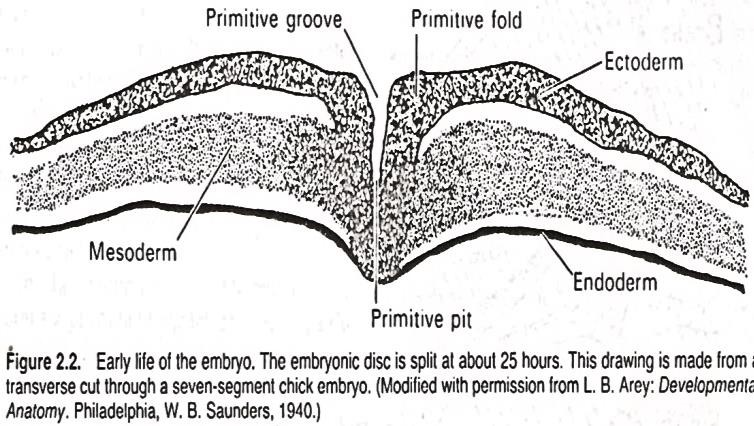 Primitive groove
Primitive fold
Ectoderm
Mesoderm
Endoderm
Primitive pit
Figure 2.2. Early life of the embryo. The embryonic disc is split at about 25 hours. This drawing is made from a
transverse cut through a seven-segment chick embryo. (Modified with permission from L. B. Arey: Developmenta
Anatomy. Philadelphia, W. B. Saunders, 1940.)